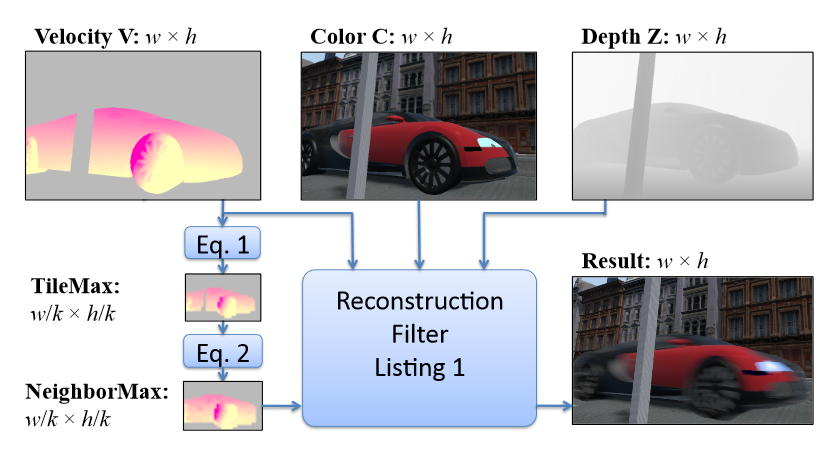 Velocity V: w × h
Color C: w × h
Depth Z: w × h
Eq. 1
TileMax:
w/k × h/k
Eq. 2
NeighborMax:
w/k × h/k
Reconstruction
Filter
Listing 1
Result: w × h